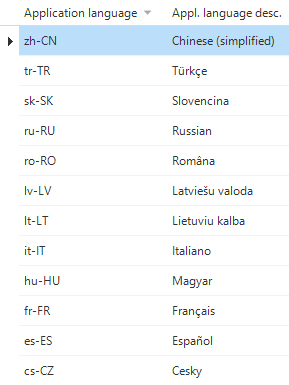 Application language Appl. language desc.
zh-CN Chinese (simplified)
tr-TR Türkçe
sk-SK Slovencina
ru-RU Russian
ro-RO Româna
lv-LV Latviešu valoda
lt-LT Lietuviu kalba
it-IT Italiano
hu-HU Magyar
fr-FR Français
es-ES Español
cs-CZ Cesky